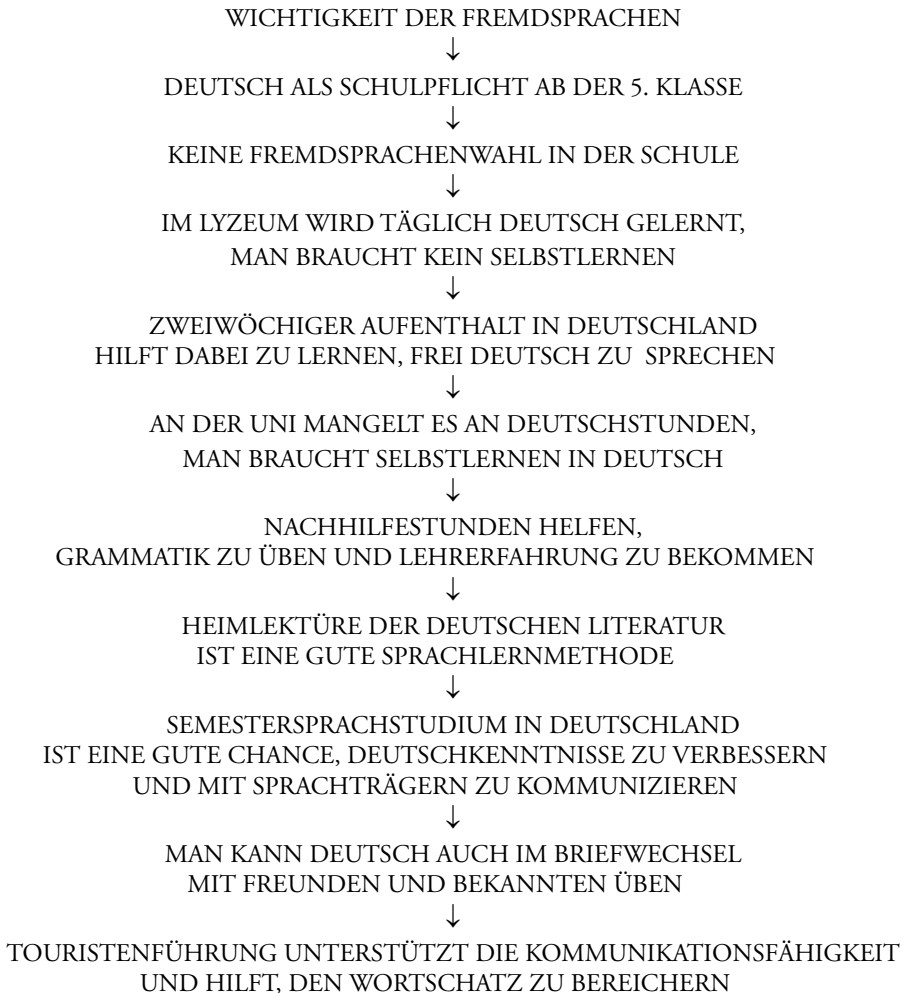 WICHTIGKEIT DER FREMDSPRACHEN
↓
DEUTSCH ALS SCHULPFLICHT AB DER 5. KLASSE
↓
KEINE FREMDSPRACHENWAHL IN DER SCHULE
↓
IM LYZEUM WIRD TÄGLICH DEUTSCH GELERNT,
MAN BRAUCHT KEIN SELBSTLERNEN
↓
ZWEIWÖCHIGER AUFENTHALT IN DEUTSCHLAND
HILFT DABEI ZU LERNEN, FREI DEUTSCH ZU SPRECHEN
↓
AN DER UNI MANGELT ES AN DEUTSCHSTUNDEN,
MAN BRAUCHT SELBSTLERNEN IN DEUTSCH
↓
NACHHILFESTUNDEN HELFEN,
GRAMMATIK ZU ÜBEN UND LEHRERFAHRUNG ZU BEKOMMEN
↓
HEIMLEKTÜRE DER DEUTSCHEN LITERATUR
IST EINE GUTE SPRACHLERNMETHODE
↓
SEMESTERSPRACHSTUDIUM IN DEUTSCHLAND
IST EINE GUTE CHANCE, DEUTSCHKENNTNISSE ZU VERBESSERN
UND MIT SPRACHTRÄGERN ZU KOMMUNIZIEREN
↓
MAN KANN DEUTSCH AUCH IM BRIEFWECHSEL
MIT FREUNDEN UND BEKANNTEN ÜBEN
↓
TOURISTENFÜHRUNG UNTERSTÜTZT DIE KOMMUNIKATIONSFÄHIGKEIT
UND HILFT, DEN WORTSCHATZ ZU BEREICHERN